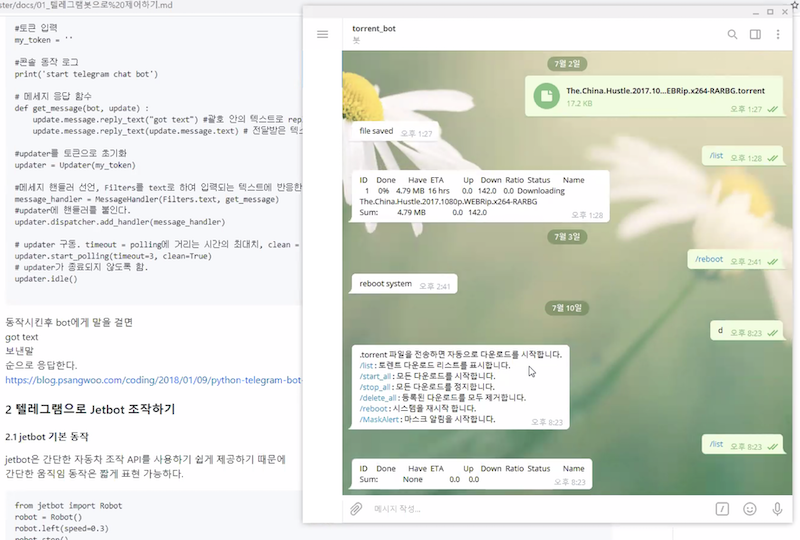 ster/docs/01_텔레그램봇으로%20제어하기.md
#토큰 입력
my_token = ''
#콘솔 동작 로그
print('start telegram chat bot')
# 메세지 응답 함수
def get_message(bot, update) :
update.message.reply_text("got text") #괄호 안의 텍스트로 rep
update.message.reply_text(update.message.text) # 전달받은 텍스
#updater를 토큰으로 초기화
updater = Updater(my_token)
#메세지 핸들러 선언, Filters를 text로 하여 입력되는 텍스트에 반응한
message_handler = MessageHandler(Filters.text, get_message)
#updater에 핸들러를 붙인다.
updater.dispatcher.add_handler(message_handler)
# updater 구동. timeout = polling에 거리는 시간의 최대치, clean =
updater.start_polling(timeout=3, clean=True)
# updater가 종료되지 않도록 함.
updater.idle()
동작시킨후 bot에게 말을 걸면
got text
보낸말
순으로 응답한다.
https://blog.psangwoo.com/coding/2018/01/09/python-telegram-bot-
2 텔레그램으로 Jetbot 조작하기
2.1 jetbot 기본 동작
jetbot은 간단한 자동차 조작 API를 사용하기 쉽게 제공하기 때문에
간단한 움직임 동작은 짧게 표현 가능하다.
from jetbot import Robot
robot = Robot()
robot.left(speed=0.3)
robot.stop()
torrent_bot
봇
7월 2일
The.China.Hustle.2017.10...EBRip.x264-RARBG.torrent
17.2 KB
오후 1:27
file saved 오후 1:27
/list 오후 1:28
ID Done Have ETA Up Down Ratio Status Name
1 0% 4.79 MB 16 hrs 0.0 142.0 0.0 Downloading
The.China.Hustle.2017.1080p.WEBRip.x264-RARBG
Sum: 4.79 MB 0.0 142.0
오후 1:28
7월 3일
/reboot 오후 2:41
reboot system 오후 2:41
7월 10일
d 오후 8:23
.torrent 파일을 전송하면 자동으로 다운로드를 시작합니다.
/list : 토렌트 다운로드 리스트를 표시합니다.
/start_all : 모든 다운로드를 시작합니다.
/stop_all : 모든 다운로드를 정지합니다.
/delete_all : 등록된 다운로드를 모두 제거합니다.
/reboot : 시스템을 재시작 합니다.
/MaskAlert : 마스크 알림을 시작합니다.
오후 8:23
/list 오후 8:23
ID Done Have ETA Up Down Ratio Status Name
Sum: None 0.0 0.0
오후 8:23
메시지 작성...